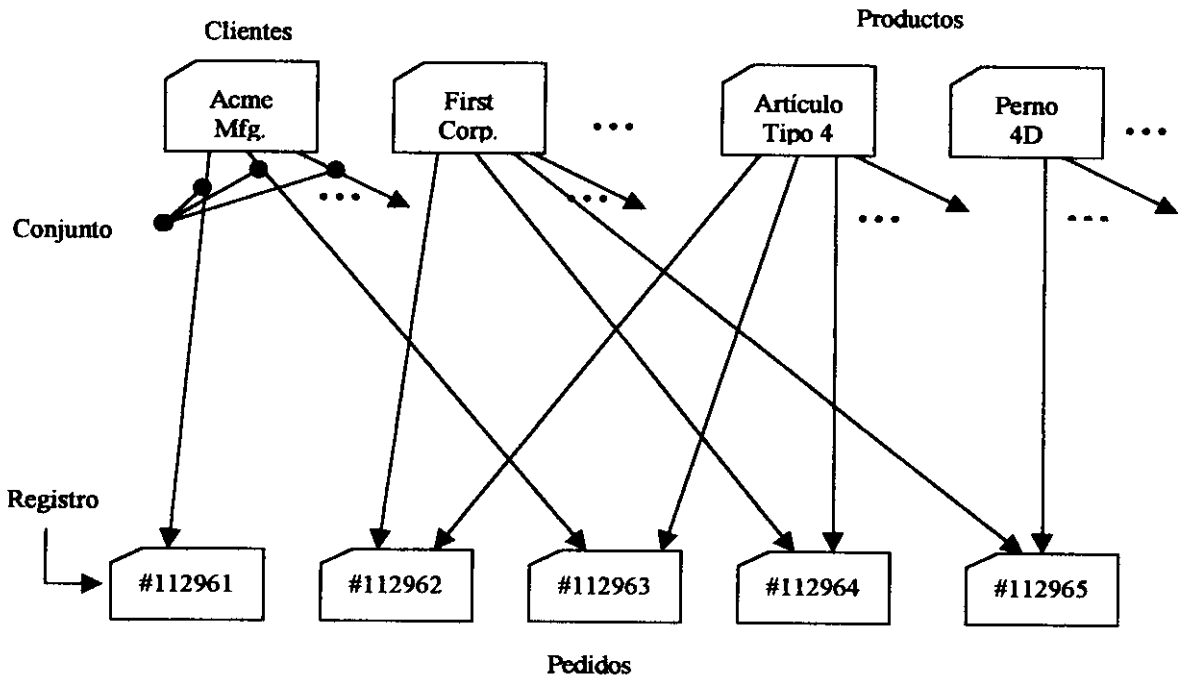 Clientes
Productos
Acme
Mfg.
First
Corp.
...
Artículo
Tipo 4
Perno
4D
...
...
...
...
...
Conjunto
Registro
#112961
#112962
#112963
#112964
#112965
Pedidos